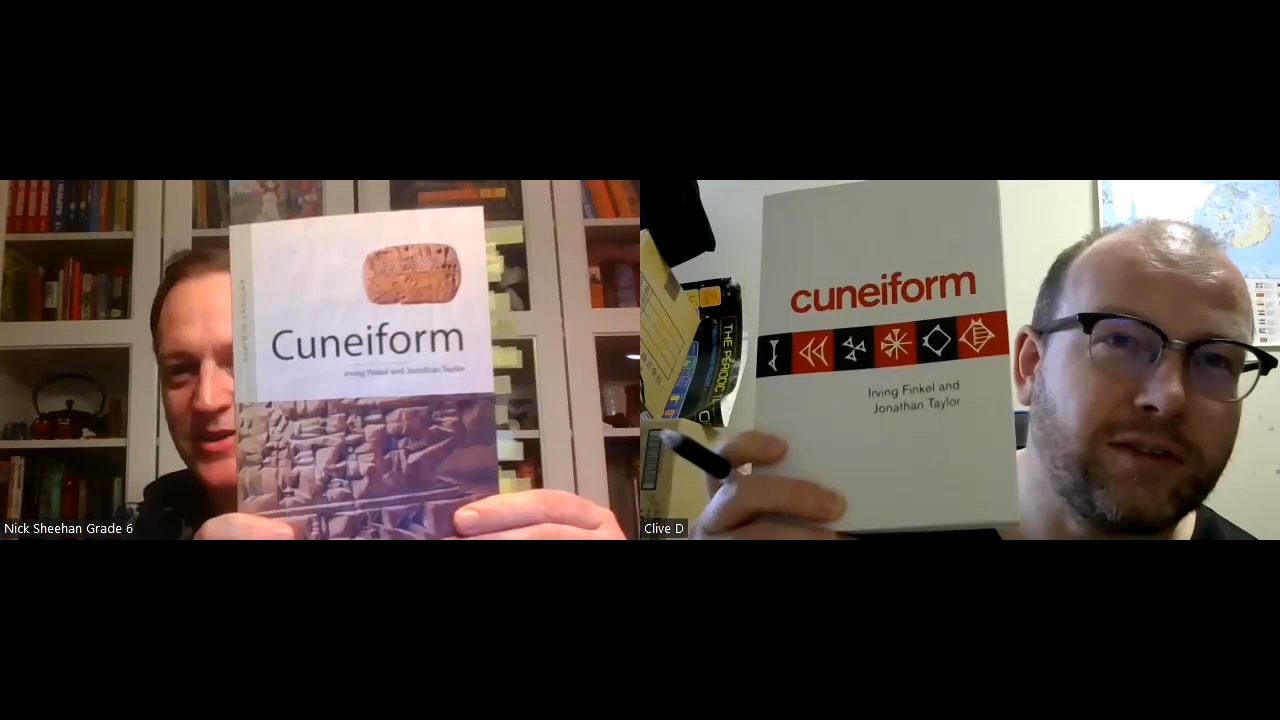 Cuneiform
Irving Finkel and Jonathan Taylor
Nick Sheehan Grade 6
THE PERIODIC
cuneiform
Irving Finkel and
Jonathan Taylor
Clive D